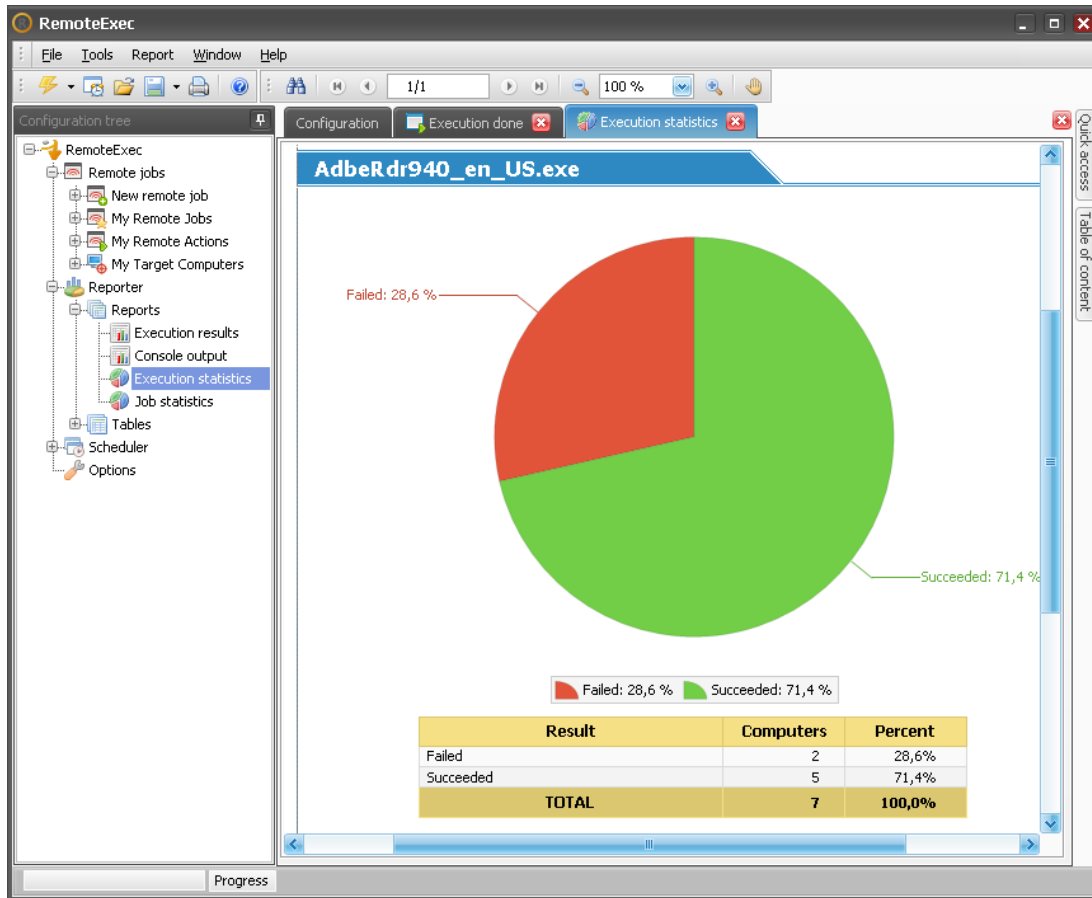 RemoteExec
File Tools Report Window Help
1/1 100 %
Configuration tree
Configuration Execution done Execution statistics
Quick access
Table of content
RemoteExec
Remote jobs
New remote job
My Remote Jobs
My Remote Actions
My Target Computers
Reporter
Reports
Execution results
Console output
Execution statistics
Job statistics
Tables
Scheduler
Options
AdbeRdr940_en_US.exe
Failed: 28,6 %
Succeeded: 71,4 %
Failed: 28,6 % Succeeded: 71,4 %
Result Computers Percent
Failed 2 28,6%
Succeeded 5 71,4%
TOTAL 7 100,0%
Progress